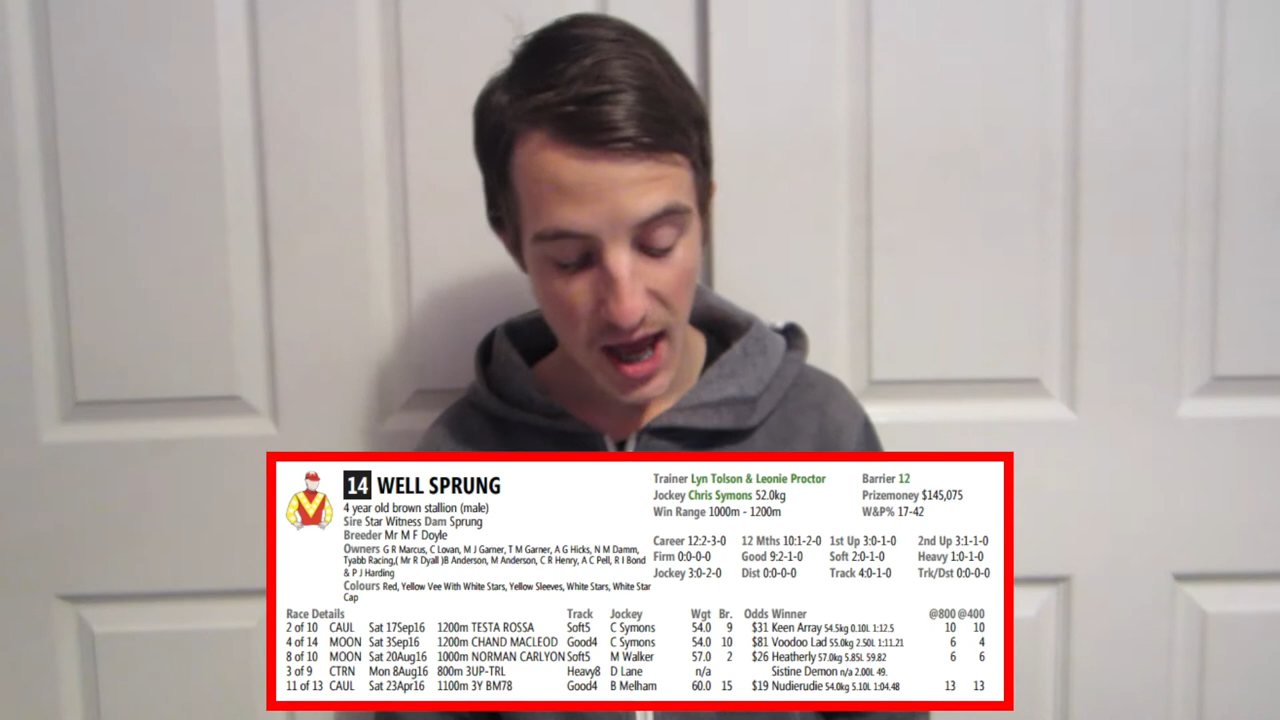 14 WELL SPRUNG
4 year old brown stallion (male)
Sire Star Witness Dam Sprung
Breeder Mr M F Doyle
Owners G R Marcus, C Lovan, M J Garner, T M Garner, A G Hicks, N M Damm,
Tyabb Racing,( Mr R Dyall )B Anderson, M Anderson, C R Henry, A C Pell, R I Bond
& P J Harding
Colours Red, Yellow Vee With White Stars, Yellow Sleeves, White Stars, White Star
Cap
Trainer Lyn Tolson & Leonie Proctor Barrier 12
Jockey Chris Symons 52.0kg Prizemoney $145,075
Win Range 1000m - 1200m W&P% 17-42
Career 12:2-3-0 12 Mths 10:1-2-0 1st Up 3:0-1-0 2nd Up 3:1-1-0
Firm 0:0-0-0 Good 9:2-1-0 Soft 2:0-1-0 Heavy 1:0-1-0
Jockey 3:0-2-0 Dist 0:0-0-0 Track 4:0-1-0 Trk/Dst 0:0-0-0
Race Details Track Jockey Wgt Br. Odds Winner @800 @400
2 of 10 CAUL Sat 17Sep16 1200m TESTA ROSSA Soft5 C Symons 54.0 9 $31 Keen Array 54.5kg 0.10L 1:12.5 10 10
4 of 14 MOON Sat 3Sep16 1200m CHAND MACLEOD Good4 C Symons 54.0 10 $81 Voodoo Lad 55.0kg 2.50L 1:11.21 6 4
8 of 10 MOON Sat 20Aug16 1000m NORMAN CARLYON Soft5 M Walker 57.0 2 $26 Heatherly 57.0kg 5.85L 59.82 6 6
3 of 9 CTRN Mon 8Aug16 800m 3UP-TRL Heavy8 D Lane n/a Sistine Demon n/a 2.00L 49.
11 of 13 CAUL Sat 23Apr16 1100m 3Y BM78 Good4 B Melham 60.0 15 $19 Nudierudie 54.0kg 5.10L 1:04.48 13 13